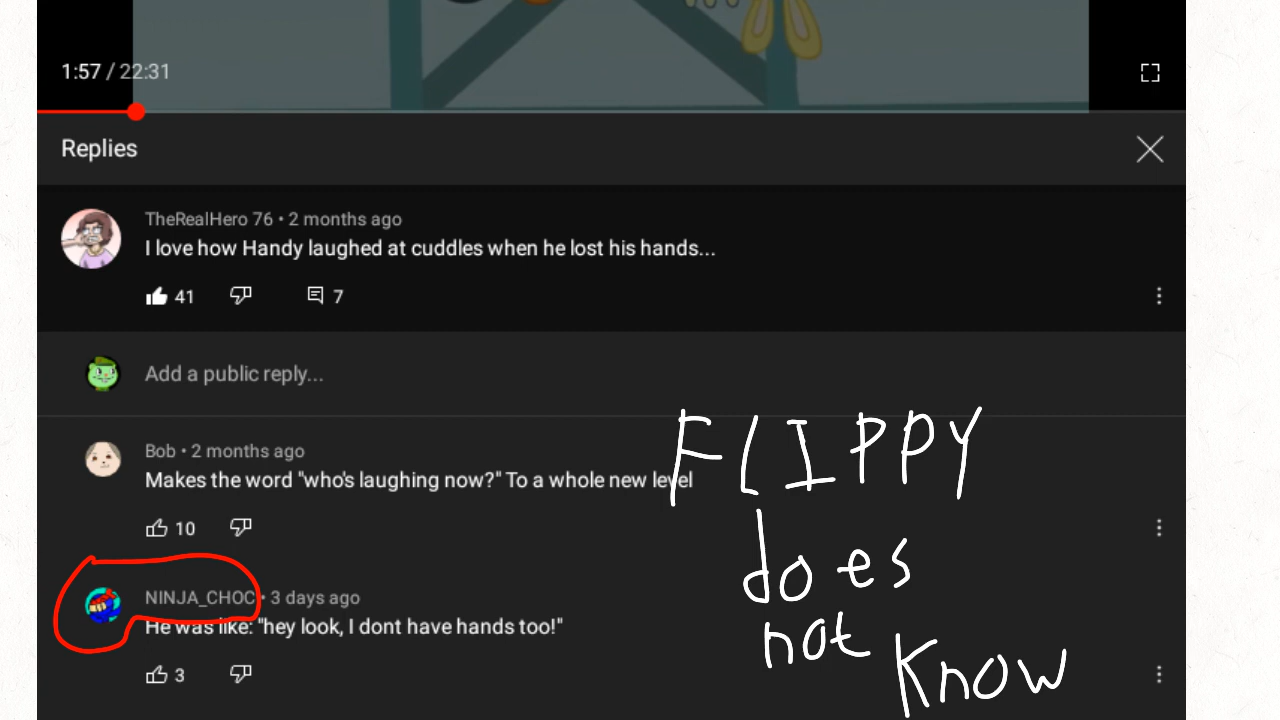 1:57 / 22:31
Replies
TheRealHero 76 • 2 months ago
I love how Handy laughed at cuddles when he lost his hands...
41 7
Add a public reply...
Bob • 2 months ago
Makes the word "who's laughing now?" To a whole new level
10
NINJA_CHOC • 3 days ago
He was like: "hey look, I dont have hands too!"
3
FLIPPY
does
not
Know